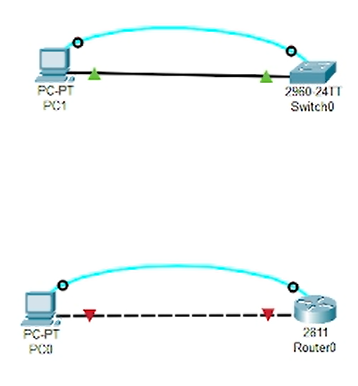 PC-PT
PC1
2960-24TT
Switch0
PC-PT
PC0
2811
Router0